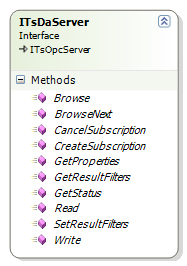 ITsDaServer
Interface
ITsOpcServer
Methods
Browse
BrowseNext
CancelSubscription
CreateSubscription
GetProperties
GetResultFilters
GetStatus
Read
SetResultFilters
Write